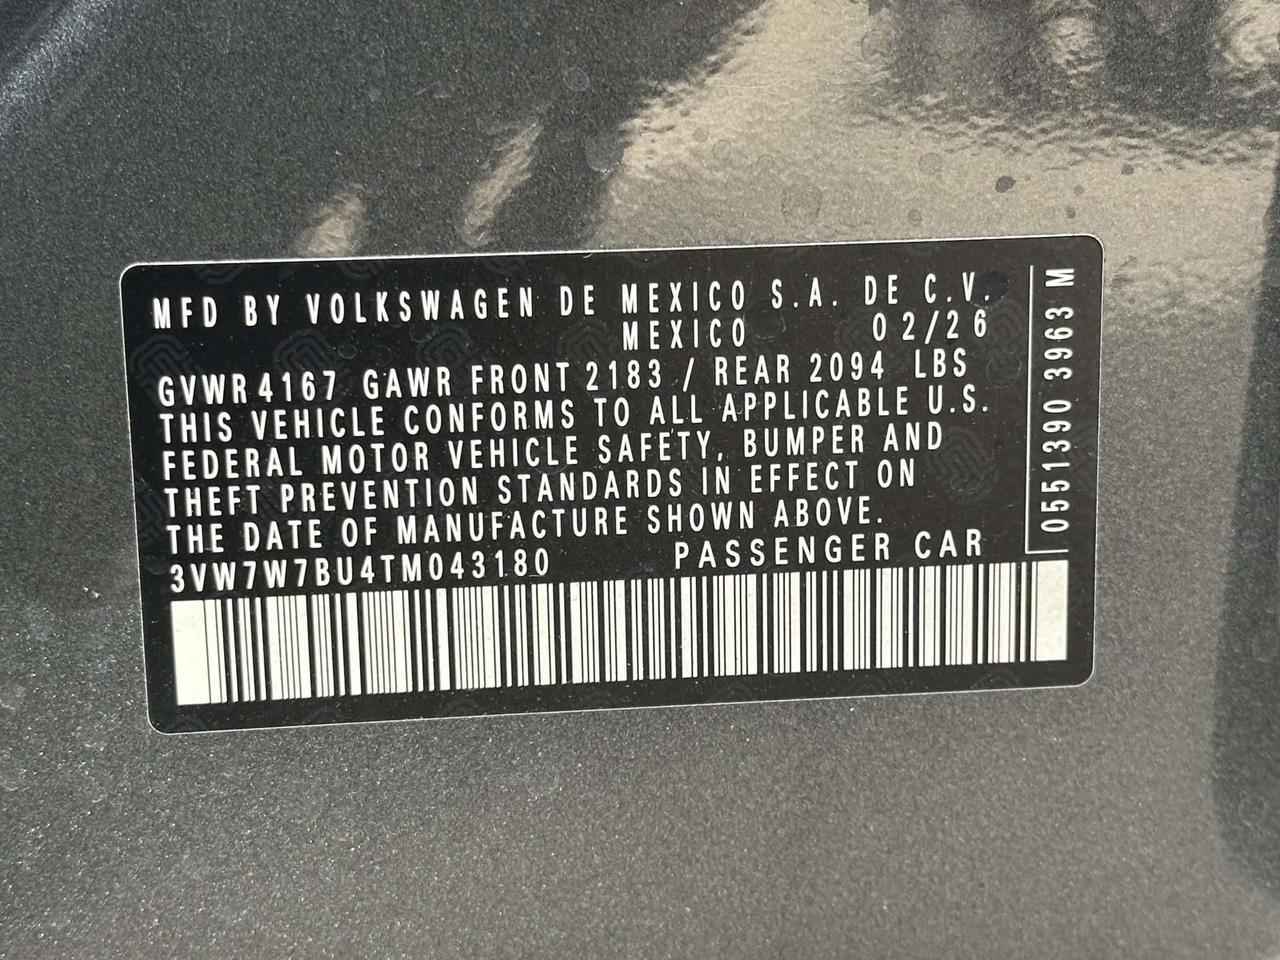 MFD BY VOLKSWAGEN DE MEXICO S.A. DE C.V.
MEXICO 02/26
GVWR 4167 GAWR FRONT 2183 / REAR 2094 LBS
THIS VEHICLE CONFORMS TO ALL APPLICABLE U.S.
FEDERAL MOTOR VEHICLE SAFETY, BUMPER AND
THEFT PREVENTION STANDARDS IN EFFECT ON
THE DATE OF MANUFACTURE SHOWN ABOVE.
3VW7W7BU4TM043180 PASSENGER CAR
0551390 3963 M